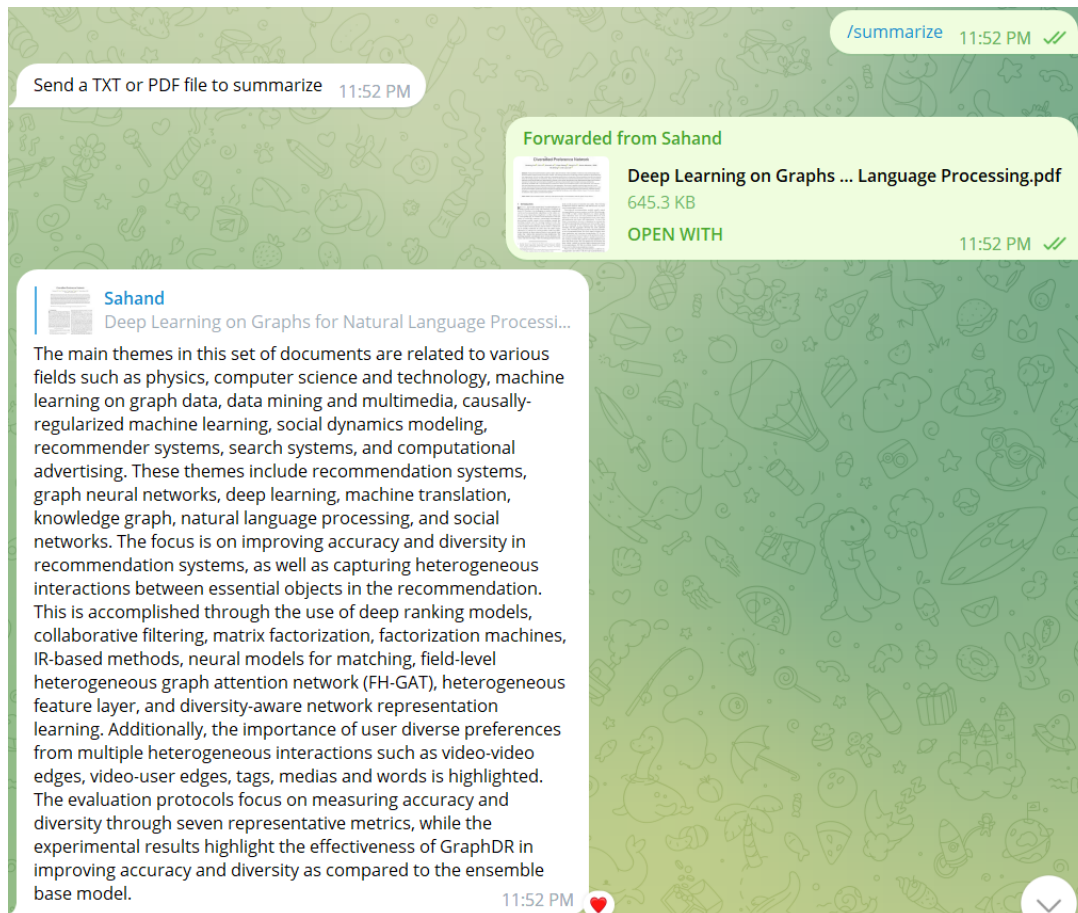 /summarize 11:52 PM
Send a TXT or PDF file to summarize 11:52 PM
Forwarded from Sahand
Deep Learning on Graphs ... Language Processing.pdf
645.3 KB
OPEN WITH
11:52 PM
Sahand
Deep Learning on Graphs for Natural Language Processi...
The main themes in this set of documents are related to various
fields such as physics, computer science and technology, machine
learning on graph data, data mining and multimedia, causally-
regularized machine learning, social dynamics modeling,
recommender systems, search systems, and computational
advertising. These themes include recommendation systems,
graph neural networks, deep learning, machine translation,
knowledge graph, natural language processing, and social
networks. The focus is on improving accuracy and diversity in
recommendation systems, as well as capturing heterogeneous
interactions between essential objects in the recommendation.
This is accomplished through the use of deep ranking models,
collaborative filtering, matrix factorization, factorization machines,
IR-based methods, neural models for matching, field-level
heterogeneous graph attention network (FH-GAT), heterogeneous
feature layer, and diversity-aware network representation
learning. Additionally, the importance of user diverse preferences
from multiple heterogeneous interactions such as video-video
edges, video-user edges, tags, medias and words is highlighted.
The evaluation protocols focus on measuring accuracy and
diversity through seven representative metrics, while the
experimental results highlight the effectiveness of GraphDR in
improving accuracy and diversity as compared to the ensemble
base model.
11:52 PM